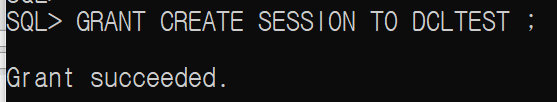 SQL> GRANT CREATE SESSION TO DCLTEST ;
Grant succeeded.